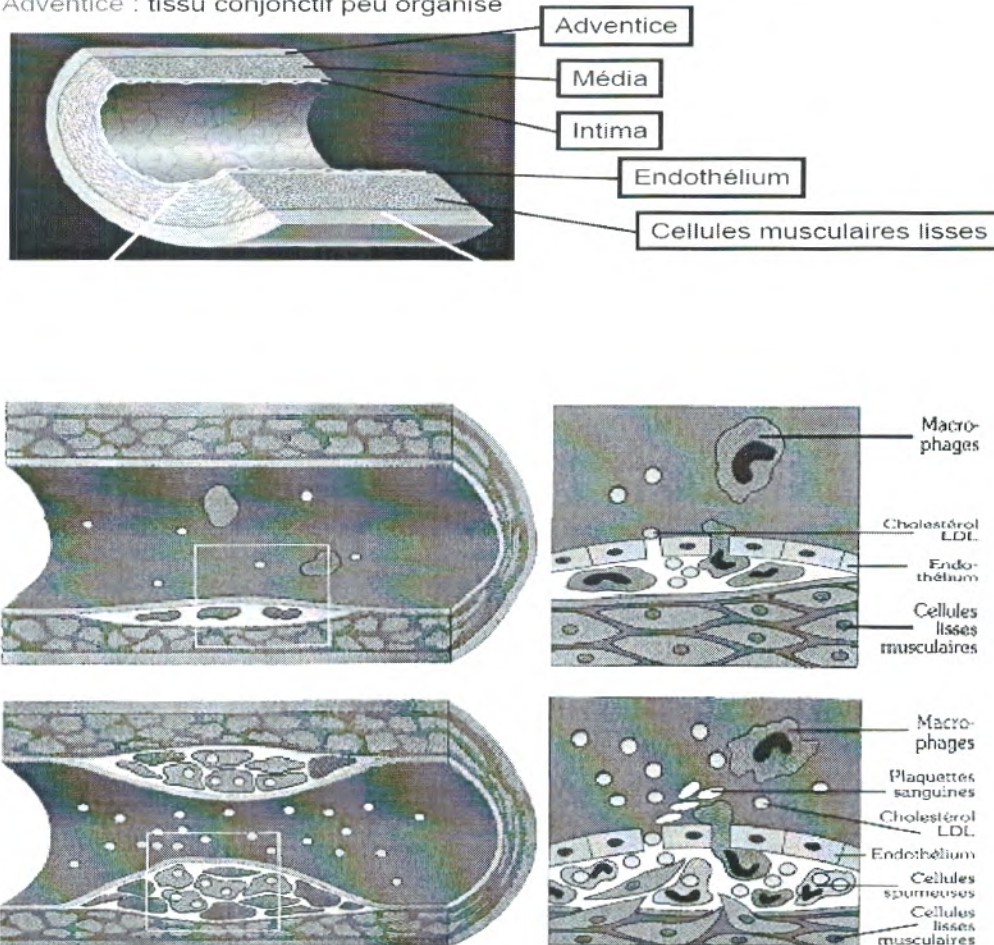 Adventice : tissu conjonctif peu organisé
Adventice
Média
Intima
Endothélium
Cellules musculaires lisses
Macro-
phages
Cholestérol
LDL
Endo-
thélium
Cellules
lisses
musculaires
Macro-
phages
Plaquettes
sanguines
Cholestérol
LDL
Endothélium
Cellules
spumeuses
Cellules
lisses
musculaires